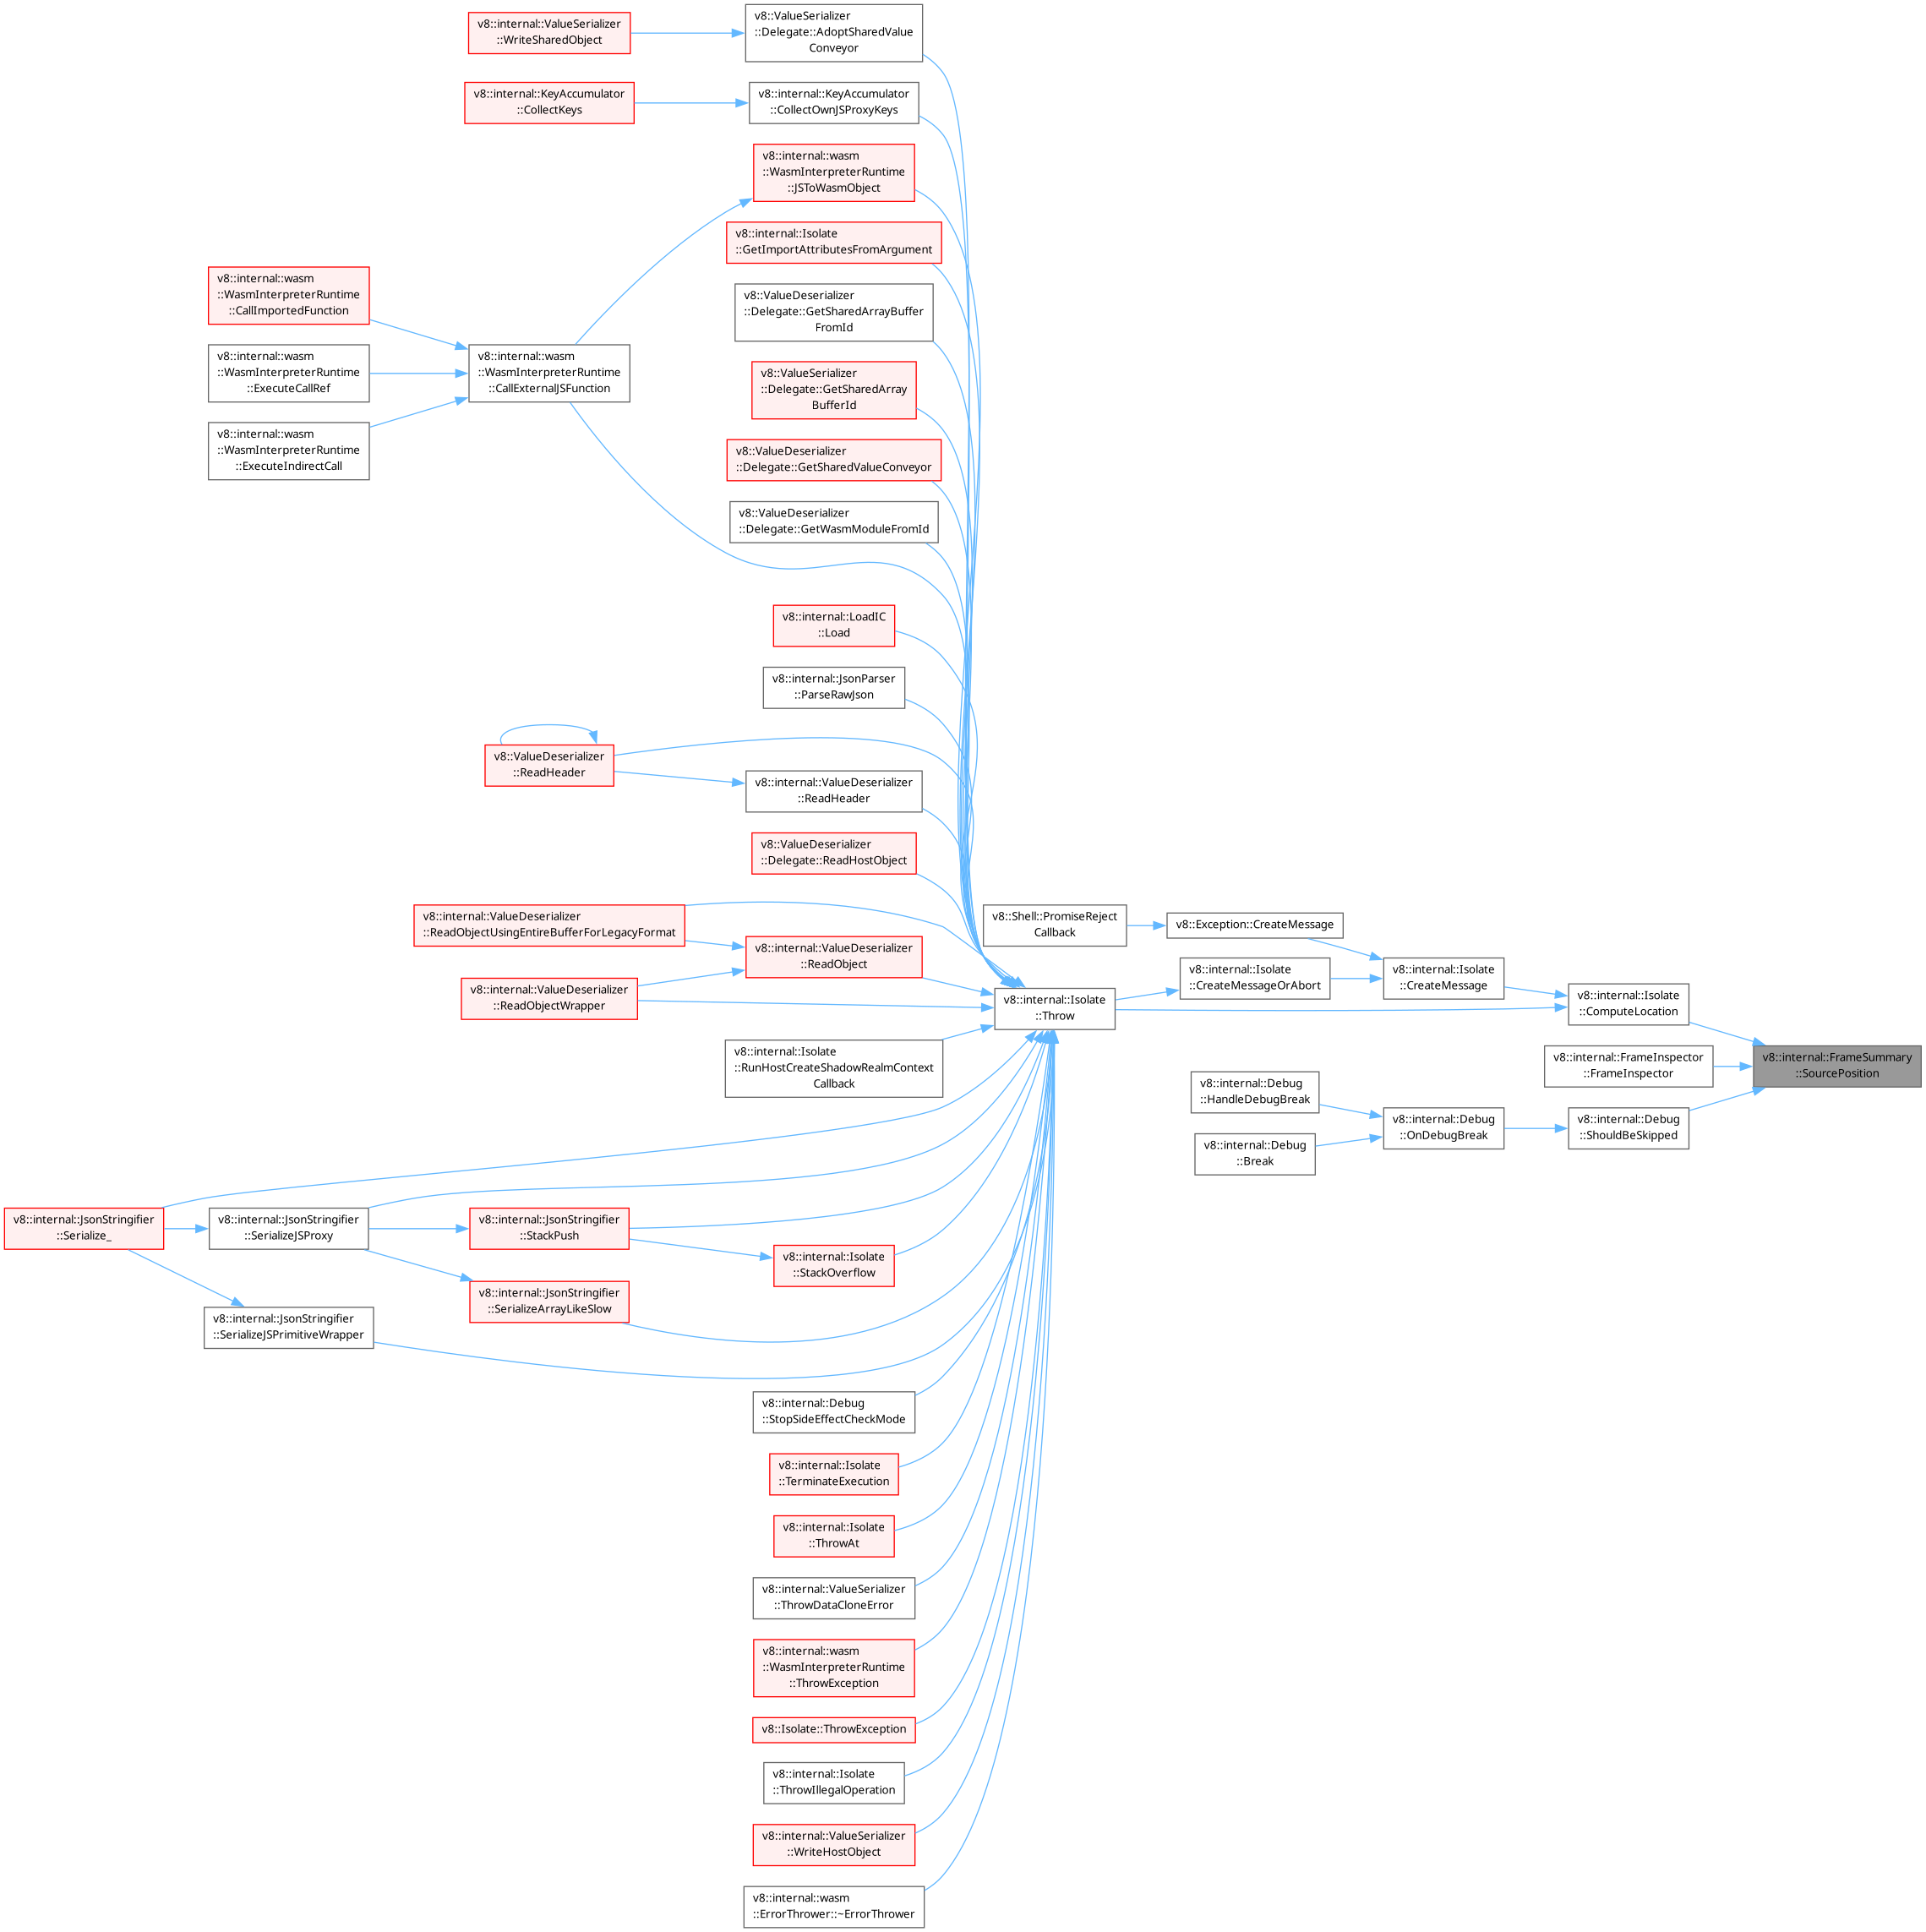 v8::internal::ValueSerializer
::WriteSharedObject
v8::ValueSerializer
::Delegate::AdoptSharedValue
Conveyor
v8::internal::KeyAccumulator
::CollectKeys
v8::internal::KeyAccumulator
::CollectOwnJSProxyKeys
v8::internal::wasm
::WasmInterpreterRuntime
::JSToWasmObject
v8::internal::Isolate
::GetImportAttributesFromArgument
v8::internal::wasm
::WasmInterpreterRuntime
::CallImportedFunction
v8::ValueDeserializer
::Delegate::GetSharedArrayBuffer
FromId
v8::internal::wasm
::WasmInterpreterRuntime
::ExecuteCallRef
v8::internal::wasm
::WasmInterpreterRuntime
::CallExternalJSFunction
v8::ValueSerializer
::Delegate::GetSharedArray
BufferId
v8::internal::wasm
::WasmInterpreterRuntime
::ExecuteIndirectCall
v8::ValueDeserializer
::Delegate::GetSharedValueConveyor
v8::ValueDeserializer
::Delegate::GetWasmModuleFromId
v8::internal::LoadIC
::Load
v8::internal::JsonParser
::ParseRawJson
v8::ValueDeserializer
::ReadHeader
v8::internal::ValueDeserializer
::ReadHeader
v8::ValueDeserializer
::Delegate::ReadHostObject
v8::internal::ValueDeserializer
::ReadObjectUsingEntireBufferForLegacyFormat
v8::internal::ValueDeserializer
::ReadObject
v8::internal::ValueDeserializer
::ReadObjectWrapper
v8::Shell::PromiseReject
Callback
v8::Exception::CreateMessage
v8::internal::Isolate
::CreateMessageOrAbort
v8::internal::Isolate
::CreateMessage
v8::internal::Isolate
::Throw
v8::internal::Isolate
::ComputeLocation
v8::internal::Isolate
::RunHostCreateShadowRealmContext
Callback
v8::internal::FrameInspector
::FrameInspector
v8::internal::FrameSummary
::SourcePosition
v8::internal::Debug
::HandleDebugBreak
v8::internal::Debug
::OnDebugBreak
v8::internal::Debug
::ShouldBeSkipped
v8::internal::Debug
::Break
v8::internal::JsonStringifier
::Serialize_
v8::internal::JsonStringifier
::SerializeJSProxy
v8::internal::JsonStringifier
::StackPush
v8::internal::Isolate
::StackOverflow
v8::internal::JsonStringifier
::SerializeArrayLikeSlow
v8::internal::JsonStringifier
::SerializeJSPrimitiveWrapper
v8::internal::Debug
::StopSideEffectCheckMode
v8::internal::Isolate
::TerminateExecution
v8::internal::Isolate
::ThrowAt
v8::internal::ValueSerializer
::ThrowDataCloneError
v8::internal::wasm
::WasmInterpreterRuntime
::ThrowException
v8::Isolate::ThrowException
v8::internal::Isolate
::ThrowIllegalOperation
v8::internal::ValueSerializer
::WriteHostObject
v8::internal::wasm
::ErrorThrower::~ErrorThrower